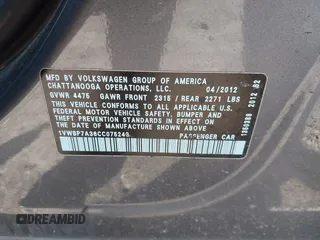 MFD BY VOLKSWAGEN GROUP OF AMERICA
CHATTANOOGA OPERATIONS, LLC. 04/2012
GVWR 4475 GAWR FRONT 2315 / REAR 2271 LBS
THIS VEHICLE CONFORMS TO ALL APPLICABLE U.S.
FEDERAL MOTOR VEHICLE SAFETY, BUMPER AND
THEFT PREVENTION STANDARDS IN EFFECT ON THE
DATE OF MANUFACTURE SHOWN ABOVE.
PASSENGER CAR
2012
DREAMBID